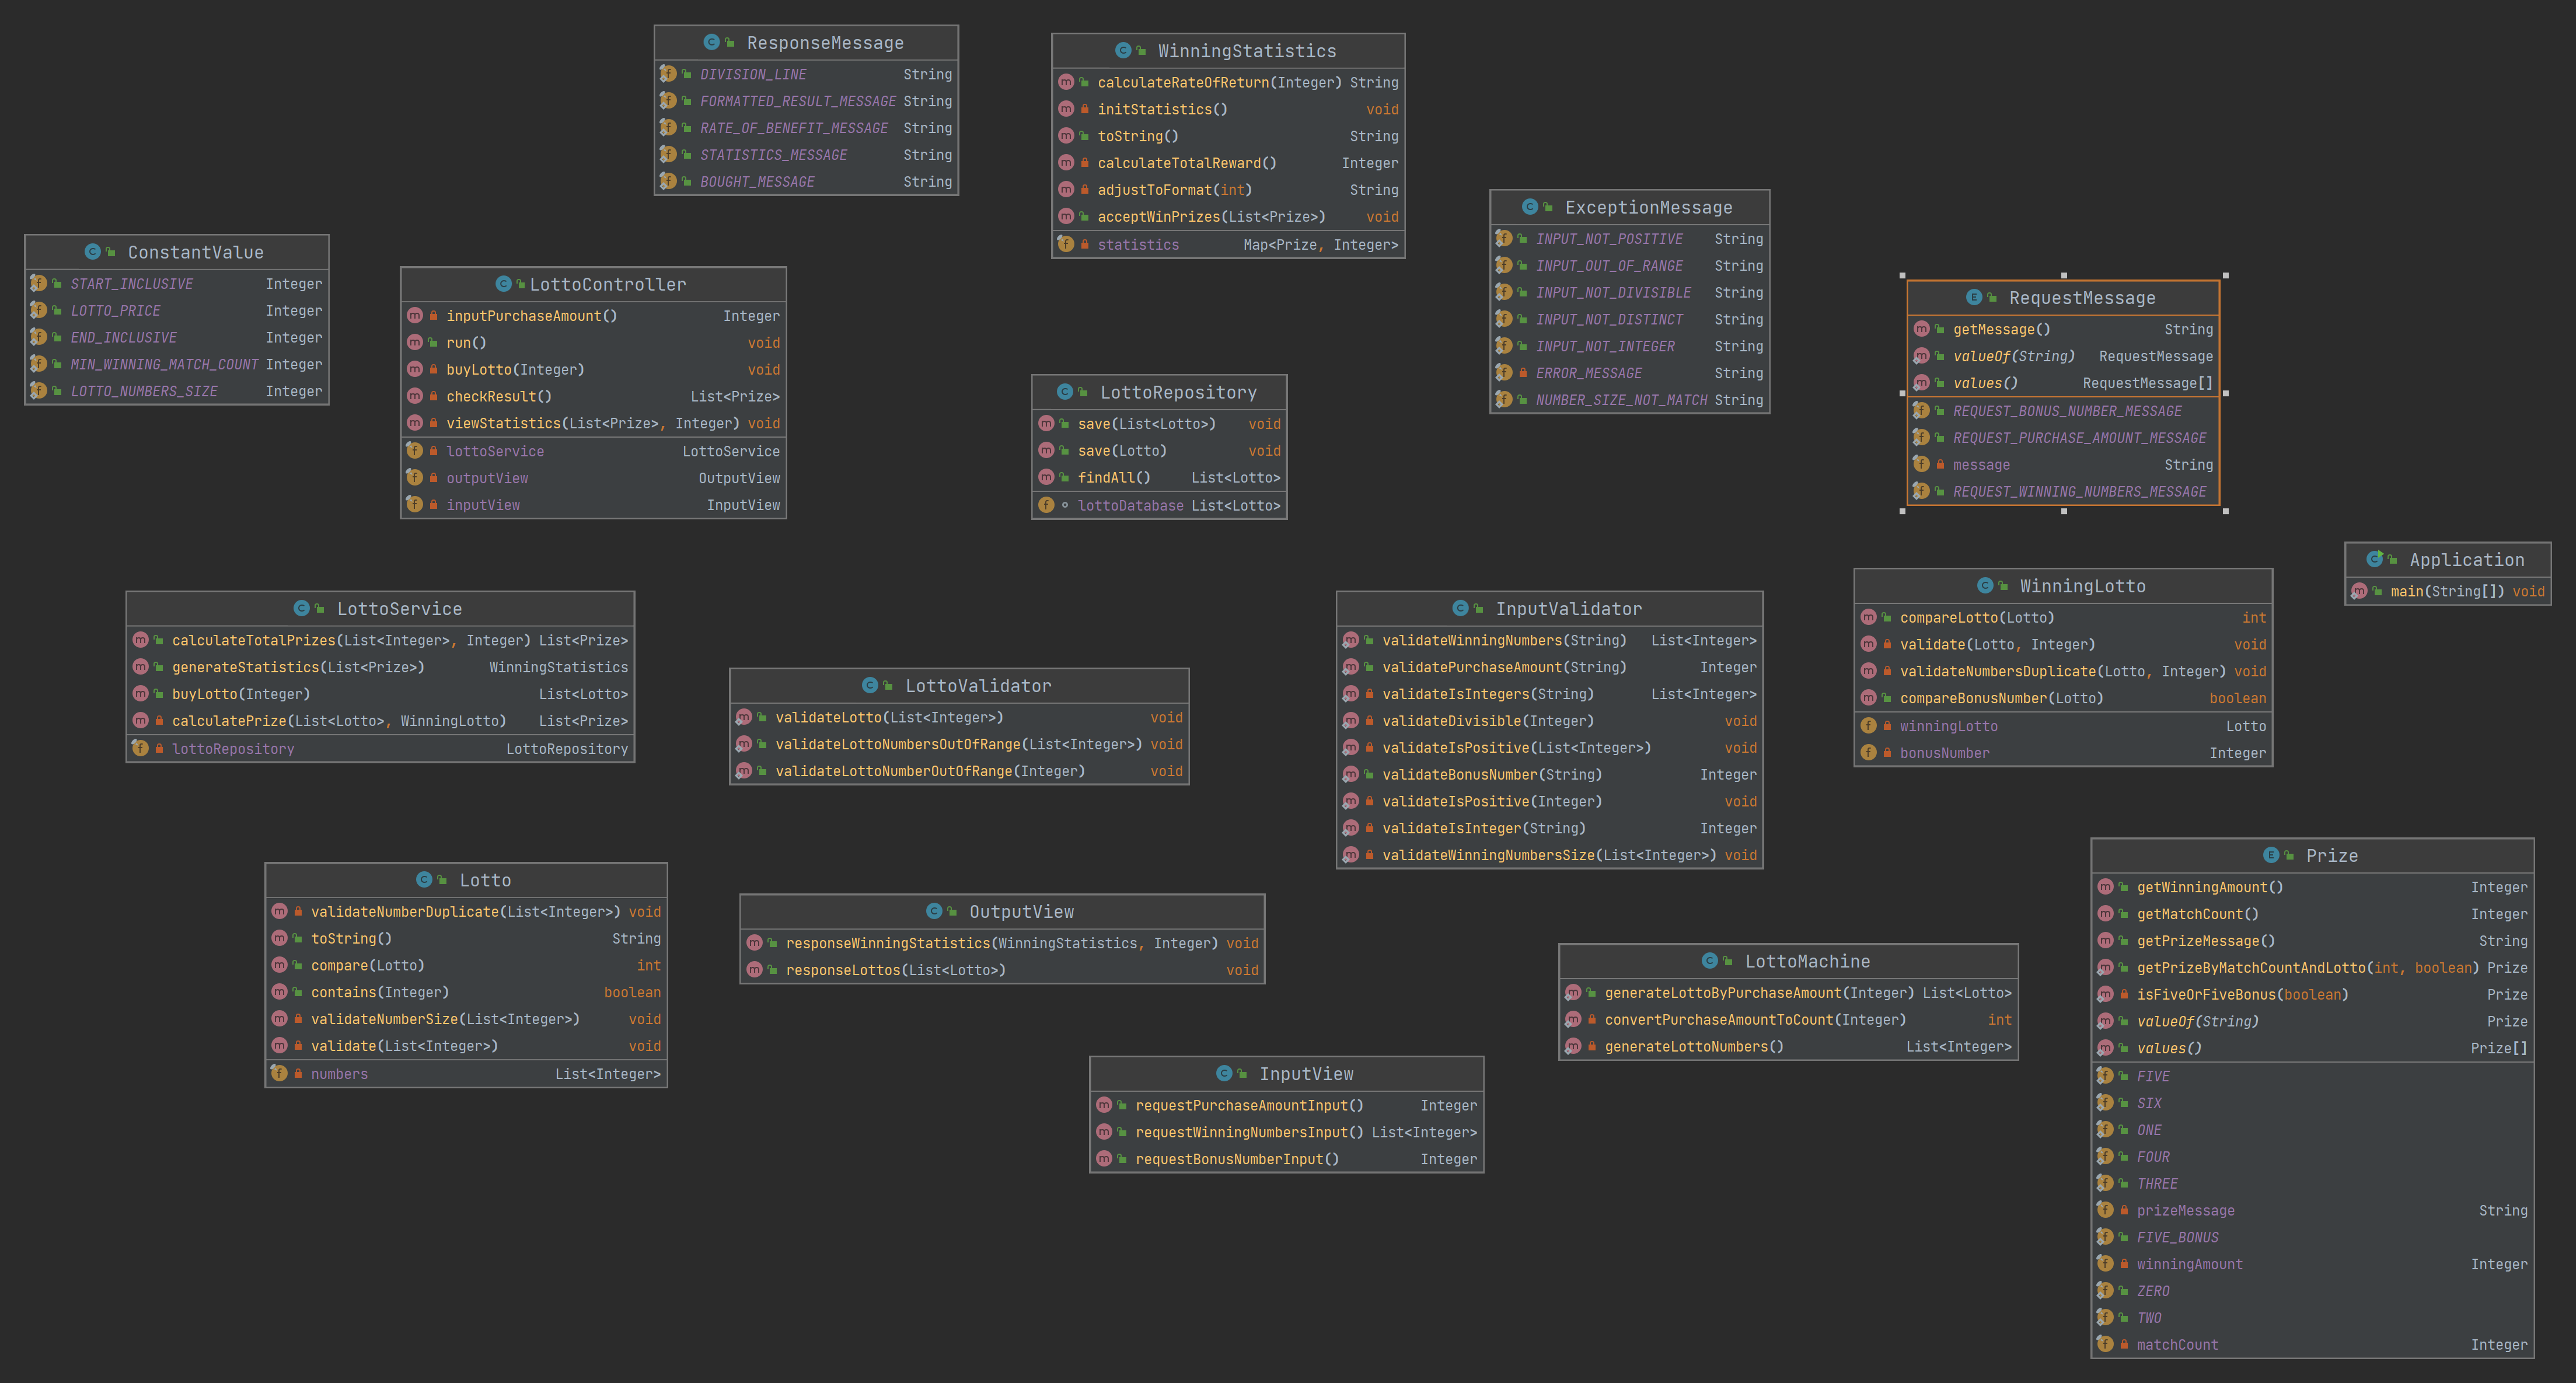 ResponseMessage
DIVISION_LINE String
FORMATTED_RESULT_MESSAGE String
RATE_OF_BENEFIT_MESSAGE String
STATISTICS_MESSAGE String
BOUGHT_MESSAGE String
WinningStatistics
calculateRateOfReturn(Integer) String
initStatistics() void
toString() String
calculateTotalReward() Integer
adjustToFormat(int) String
acceptWinPrizes(List<Prize>) void
statistics Map<Prize, Integer>
ExceptionMessage
INPUT_NOT_POSITIVE String
INPUT_OUT_OF_RANGE String
INPUT_NOT_DIVISIBLE String
INPUT_NOT_DISTINCT String
INPUT_NOT_INTEGER String
ERROR_MESSAGE String
NUMBER_SIZE_NOT_MATCH String
ConstantValue
START_INCLUSIVE Integer
LOTTO_PRICE Integer
END_INCLUSIVE Integer
MIN_WINNING_MATCH_COUNT Integer
LOTTO_NUMBERS_SIZE Integer
LottoController
inputPurchaseAmount() Integer
run() void
buyLotto(Integer) void
checkResult() List<Prize>
viewStatistics(List<Prize>, Integer) void
lottoService LottoService
outputView OutputView
inputView InputView
RequestMessage
getMessage() String
valueOf(String) RequestMessage
values() RequestMessage[]
REQUEST_BONUS_NUMBER_MESSAGE
REQUEST_PURCHASE_AMOUNT_MESSAGE
message String
REQUEST_WINNING_NUMBERS_MESSAGE
LottoRepository
save(List<Lotto>) void
save(Lotto) void
findAll() List<Lotto>
lottoDatabase List<Lotto>
Application
main(String[]) void
WinningLotto
compareLotto(Lotto) int
validate(Lotto, Integer) void
validateNumbersDuplicate(Lotto, Integer) void
compareBonusNumber(Lotto) boolean
winningLotto Lotto
bonusNumber Integer
LottoService
calculateTotalPrizes(List<Integer>, Integer) List<Prize>
generateStatistics(List<Prize>) WinningStatistics
buyLotto(Integer) List<Lotto>
calculatePrize(List<Lotto>, WinningLotto) List<Prize>
lottoRepository LottoRepository
InputValidator
validateWinningNumbers(String) List<Integer>
validatePurchaseAmount(String) Integer
validateIsIntegers(String) List<Integer>
validateDivisible(Integer) void
validateIsPositive(List<Integer>) void
validateBonusNumber(String) Integer
validateIsPositive(Integer) void
validateIsInteger(String) Integer
validateWinningNumbersSize(List<Integer>) void
LottoValidator
validateLotto(List<Integer>) void
validateLottoNumbersOutOfRange(List<Integer>) void
validateLottoNumberOutOfRange(Integer) void
Lotto
validateNumberDuplicate(List<Integer>) void
toString() String
compare(Lotto) int
contains(Integer) boolean
validateNumberSize(List<Integer>) void
validate(List<Integer>) void
numbers List<Integer>
OutputView
responseWinningStatistics(WinningStatistics, Integer) void
responseLottos(List<Lotto>) void
LottoMachine
generateLottoByPurchaseAmount(Integer) List<Lotto>
convertPurchaseAmountToCount(Integer) int
generateLottoNumbers() List<Integer>
InputView
requestPurchaseAmountInput() Integer
requestWinningNumbersInput() List<Integer>
requestBonusNumberInput() Integer
Prize
getWinningAmount() Integer
getMatchCount() Integer
getPrizeMessage() String
getPrizeByMatchCountAndLotto(int, boolean) Prize
isFiveOrFiveBonus(boolean) Prize
valueOf(String) Prize
values() Prize[]
FIVE
SIX
ONE
FOUR
THREE
prizeMessage String
FIVE_BONUS
winningAmount Integer
ZERO
TWO
matchCount Integer